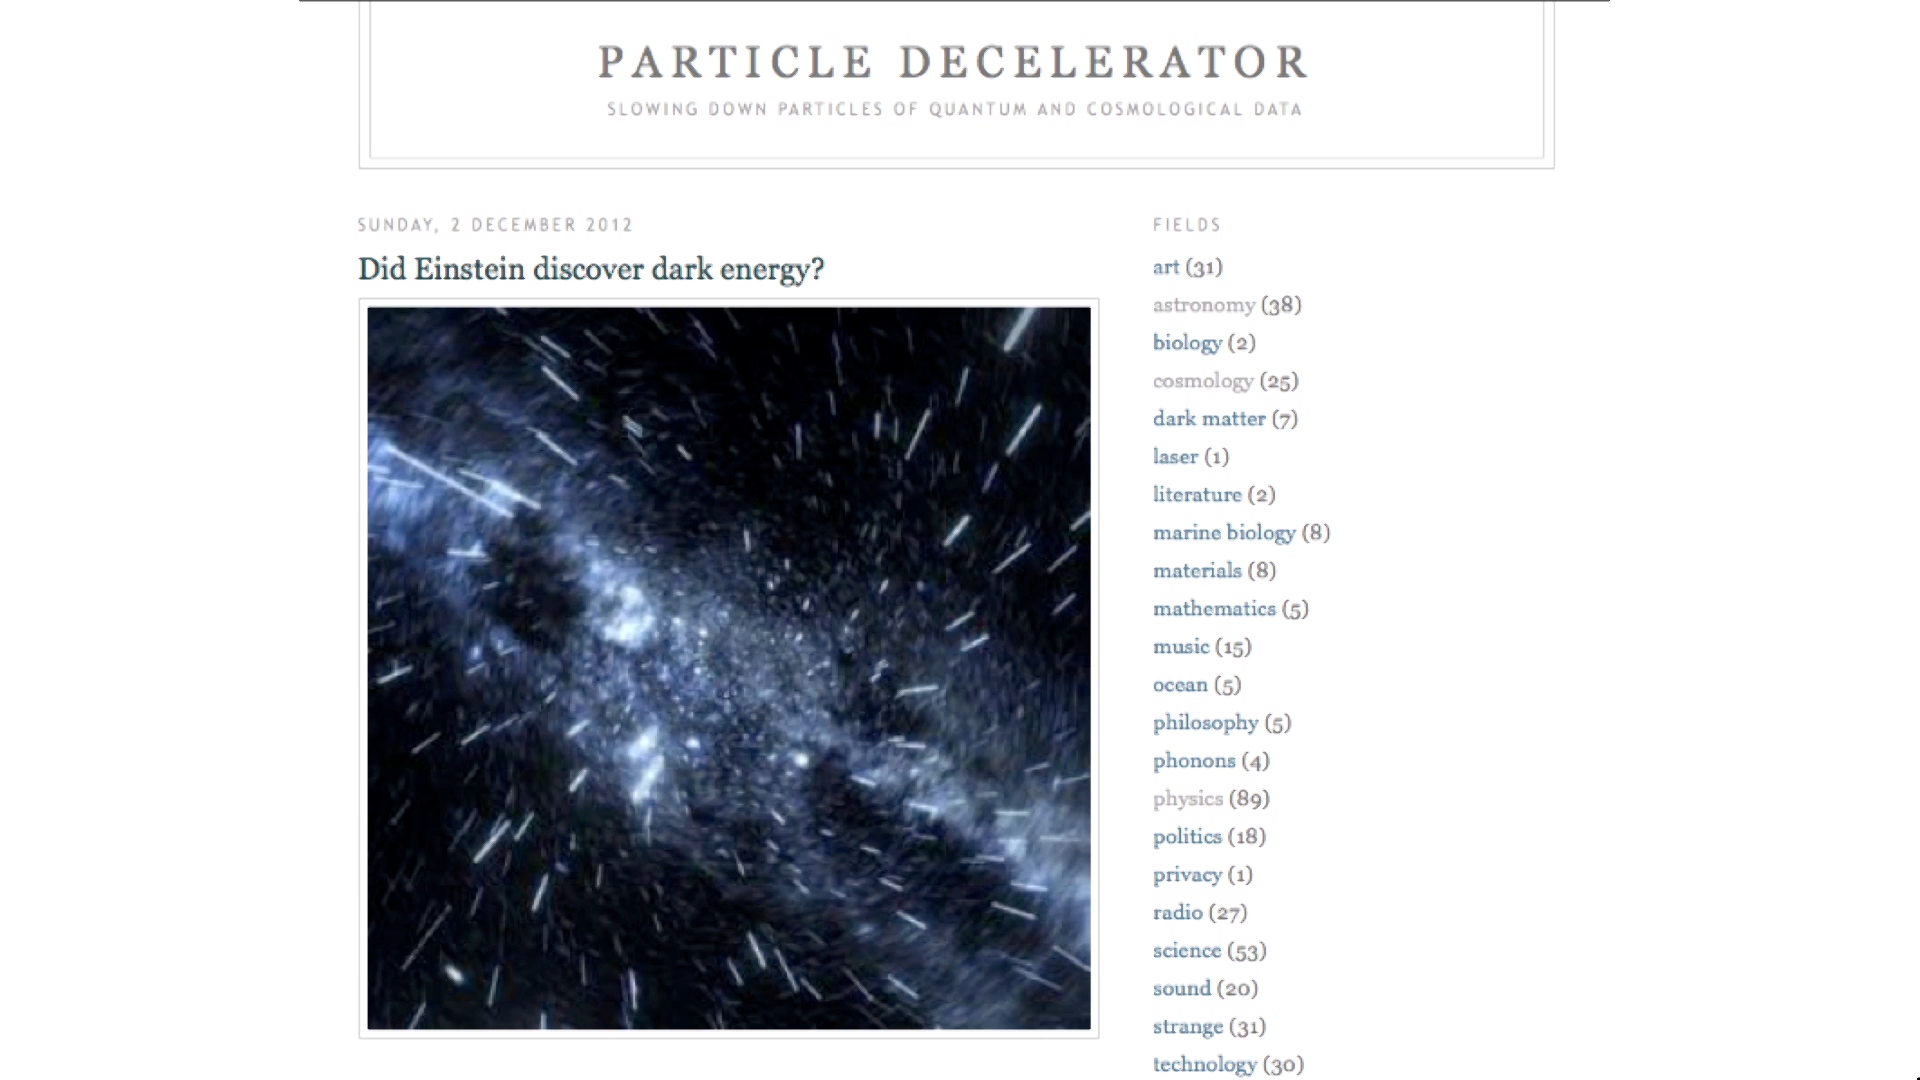 PARTICLE DECELERATOR
SLOWING DOWN PARTICLES OF QUANTUM AND COSMOLOGICAL DATA
SUNDAY, 2 DECEMBER 2012
Did Einstein discover dark energy?
FIELDS
art (31)
astronomy (38)
biology (2)
cosmology (25)
dark matter (7)
laser (1)
literature (2)
marine biology (8)
materials (8)
mathematics (5)
music (15)
ocean (5)
philosophy (5)
phonons (4)
physics (89)
politics (18)
privacy (1)
radio (27)
science (53)
sound (20)
strange (31)
technology (30)